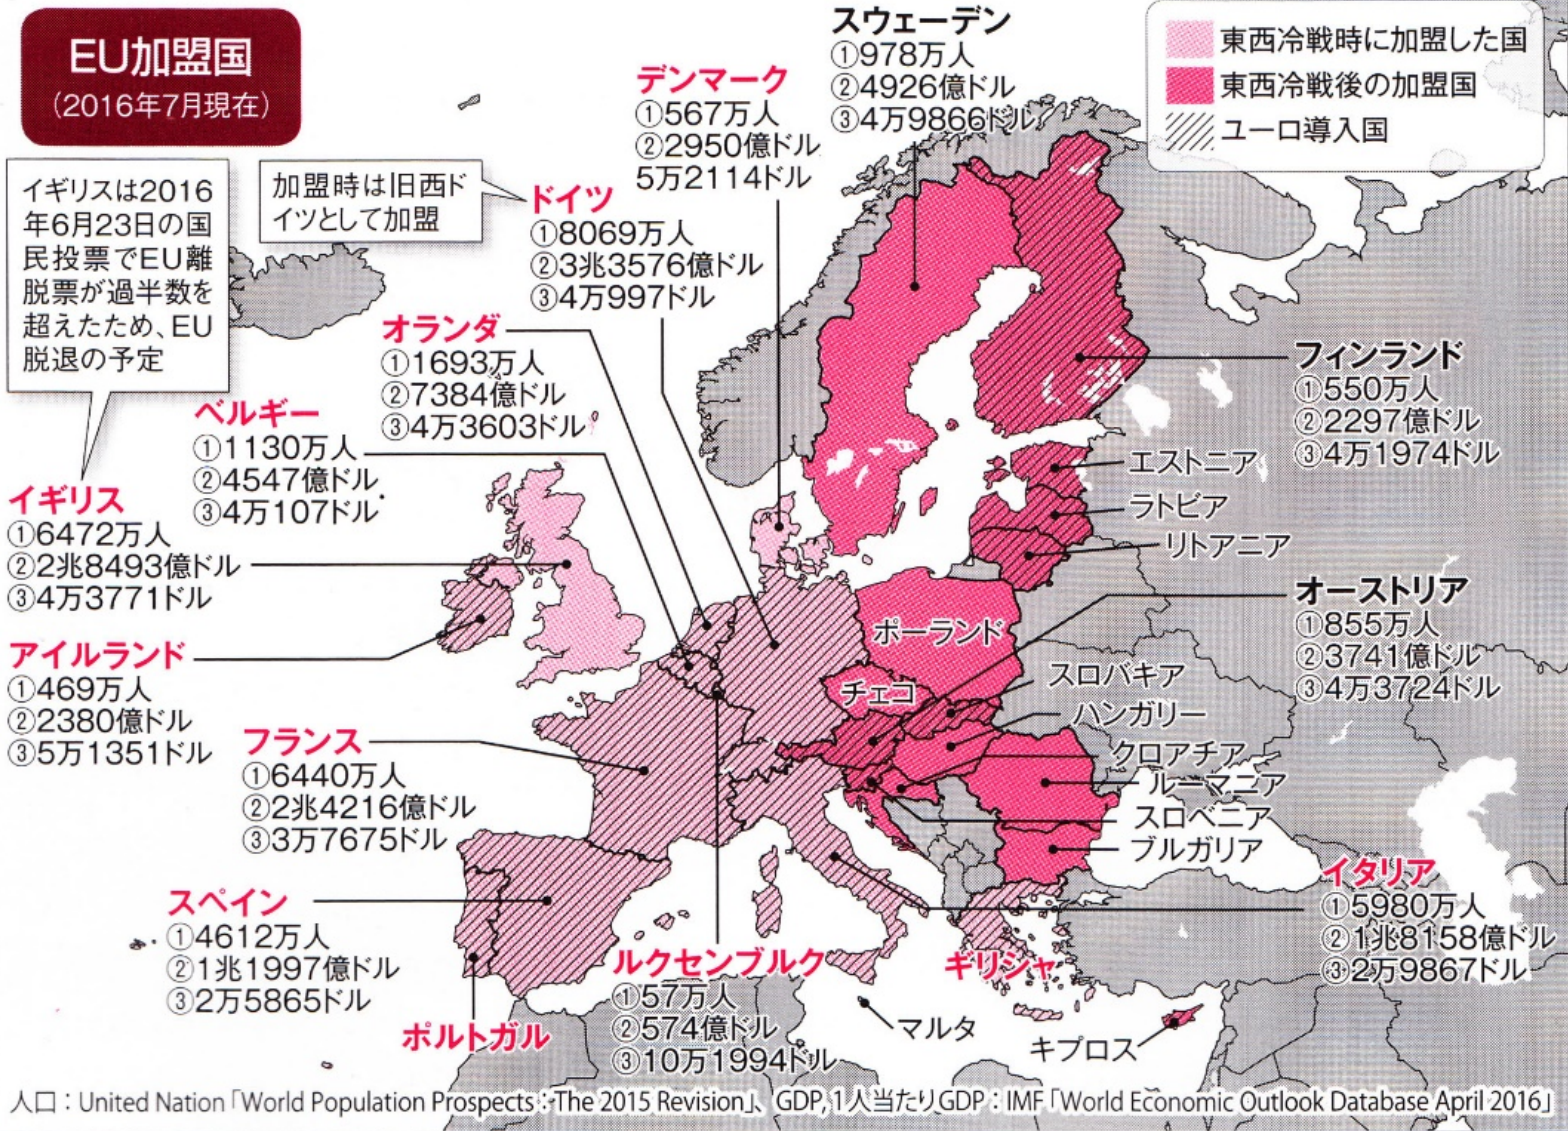 EU加盟国
(2016年7月現在)
イギリスは2016
年6月23日の国
民投票でEU離
脱票が過半数を
超えたため、EU
脱退の予定
加盟時は旧西ド
イツとして加盟
東西冷戦時に加盟した国
東西冷戦後の加盟国
ユーロ導入国
スウェーデン
①978万人
②4926億ドル
③4万9866ドル
デンマーク
①567万人
②2950億ドル
5万2114ドル
ドイツ
①8069万人
②3兆3576億ドル
③4万997ドル
オランダ
①1693万人
②7384億ドル
③4万3603ドル
ベルギー
①1130万人
②4547億ドル
③4万107ドル
イギリス
①6472万人
②2兆8493億ドル
③4万3771ドル
アイルランド
①469万人
②2380億ドル
③5万1351ドル
フランス
①6440万人
②2兆4216億ドル
③3万7675ドル
スペイン
①4612万人
②1兆1997億ドル
③2万5865ドル
ポルトガル
ルクセンブルク
①57万人
②574億ドル
③10万1994ドル
フィンランド
①550万人
②2297億ドル
③4万1974ドル
エストニア
ラトビア
リトアニア
オーストリア
①855万人
②3741億ドル
③4万3724ドル
ポーランド
チェコ
スロバキア
ハンガリー
クロアチア
ルーマニア
スロベニア
ブルガリア
イタリア
①5980万人
②1兆8158億ドル
③2万9867ドル
ギリシャ
マルタ
キプロス
人口：United Nation「World Population Prospects：The 2015 Revision」、GDP,1人当たりGDP：IMF「World Economic Outlook Database April 2016」